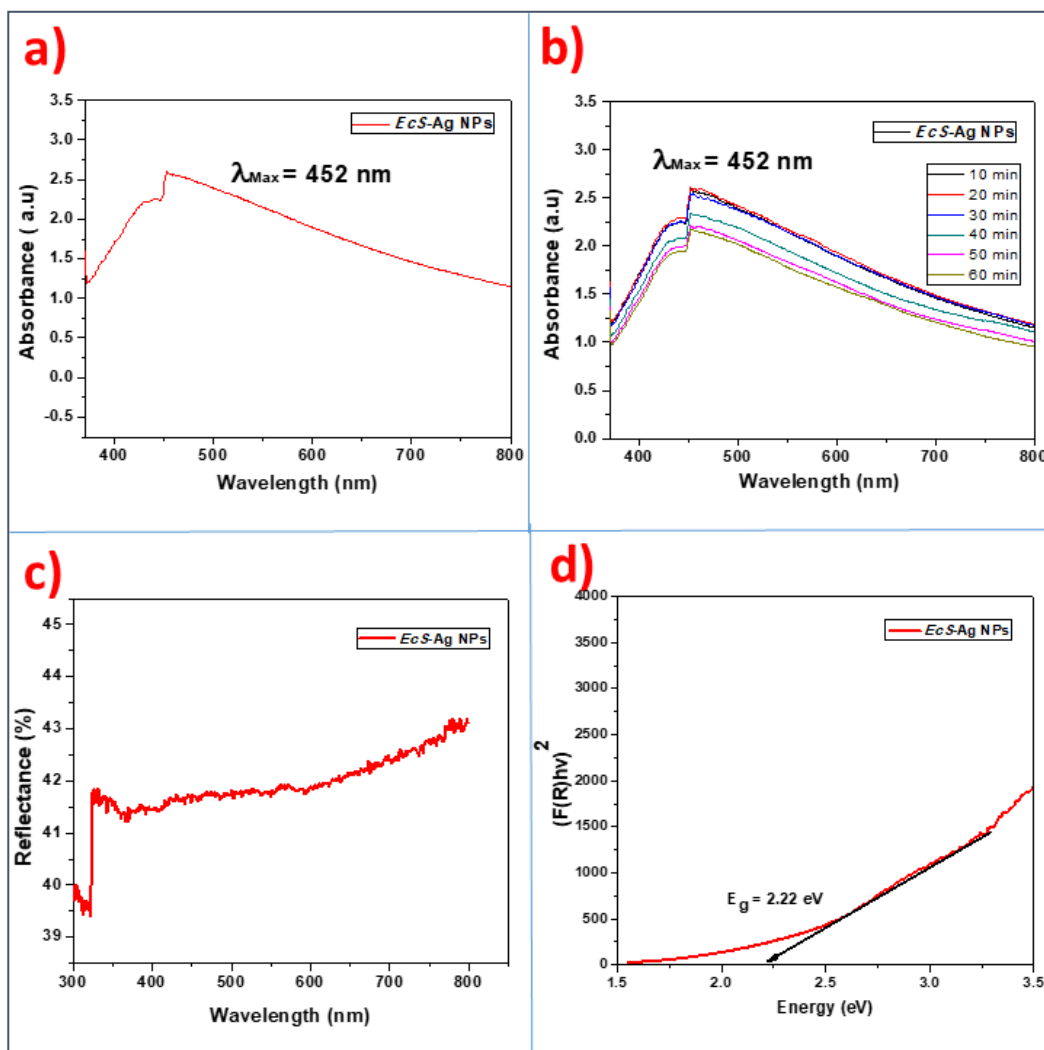 a)
EcS-Ag NPs
λMax = 452 nm
Absorbance ( a.u)
3.5
3.0
2.5
2.0
1.5
1.0
0.5
0.0
-0.5
400 500 600 700 800
Wavelength (nm)
b)
EcS-Ag NPs
λMax = 452 nm
10 min
20 min
30 min
40 min
50 min
60 min
Absorbance ( a.u)
3.5
3.0
2.5
2.0
1.5
1.0
0.5
0.0
400 500 600 700 800
Wavelength (nm)
c)
EcS-Ag NPs
Reflectance (%)
45
44
43
42
41
40
39
300 400 500 600 700 800
Wavelength (nm)
d)
EcS-Ag NPs
(F(R)hv)2
4000
3500
3000
2500
2000
1500
1000
500
0
Eg = 2.22 eV
1.5 2.0 2.5 3.0 3.5
Energy (eV)